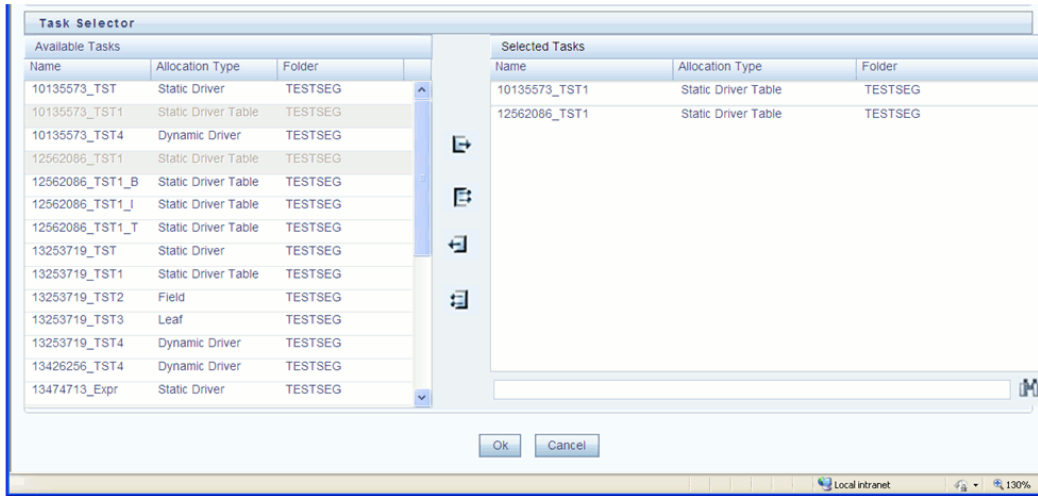 Task Selector
Available Tasks
Name Allocation Type Folder
10135573_TST Static Driver TESTSEG
10135573_TST1 Static Driver Table TESTSEG
10135573_TST4 Dynamic Driver TESTSEG
12562086_TST1 Static Driver Table TESTSEG
12562086_TST1_B Static Driver Table TESTSEG
12562086_TST1_I Static Driver Table TESTSEG
12562086_TST1_T Static Driver Table TESTSEG
13253719_TST Static Driver TESTSEG
13253719_TST1 Static Driver Table TESTSEG
13253719_TST2 Field TESTSEG
13253719_TST3 Leaf TESTSEG
13253719_TST4 Dynamic Driver TESTSEG
13426256_TST4 Dynamic Driver TESTSEG
13474713_Expr Static Driver TESTSEG
Selected Tasks
Name Allocation Type Folder
10135573_TST1 Static Driver Table TESTSEG
12562086_TST1 Static Driver Table TESTSEG
Ok Cancel
Local intranet 130%